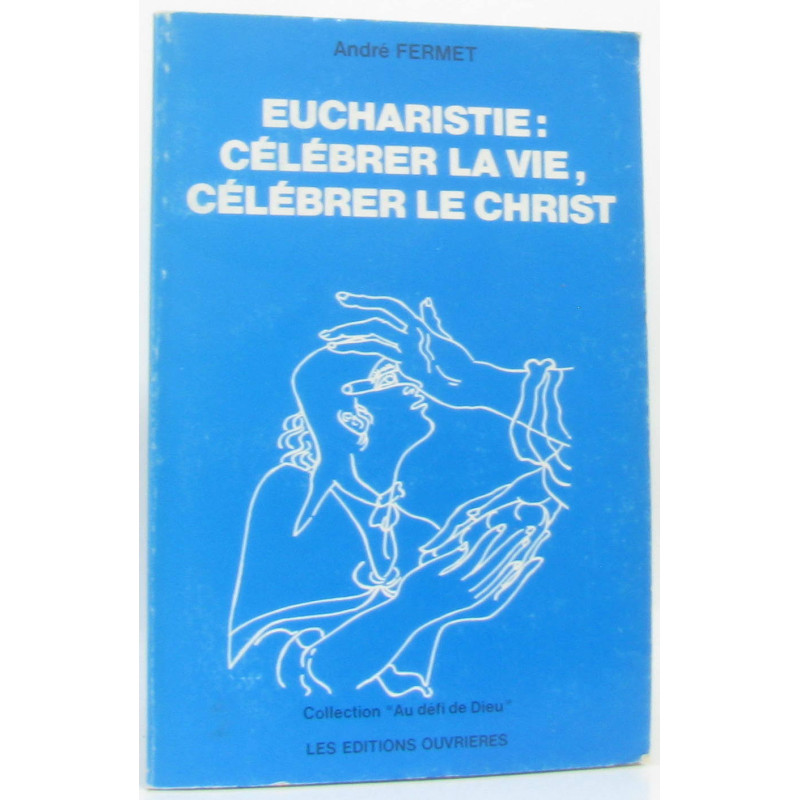 André FERMET
EUCHARISTIE :
CÉLÉBRER LA VIE,
CÉLÉBRER LE CHRIST
Collection "Au défi de Dieu"
LES EDITIONS OUVRIERES